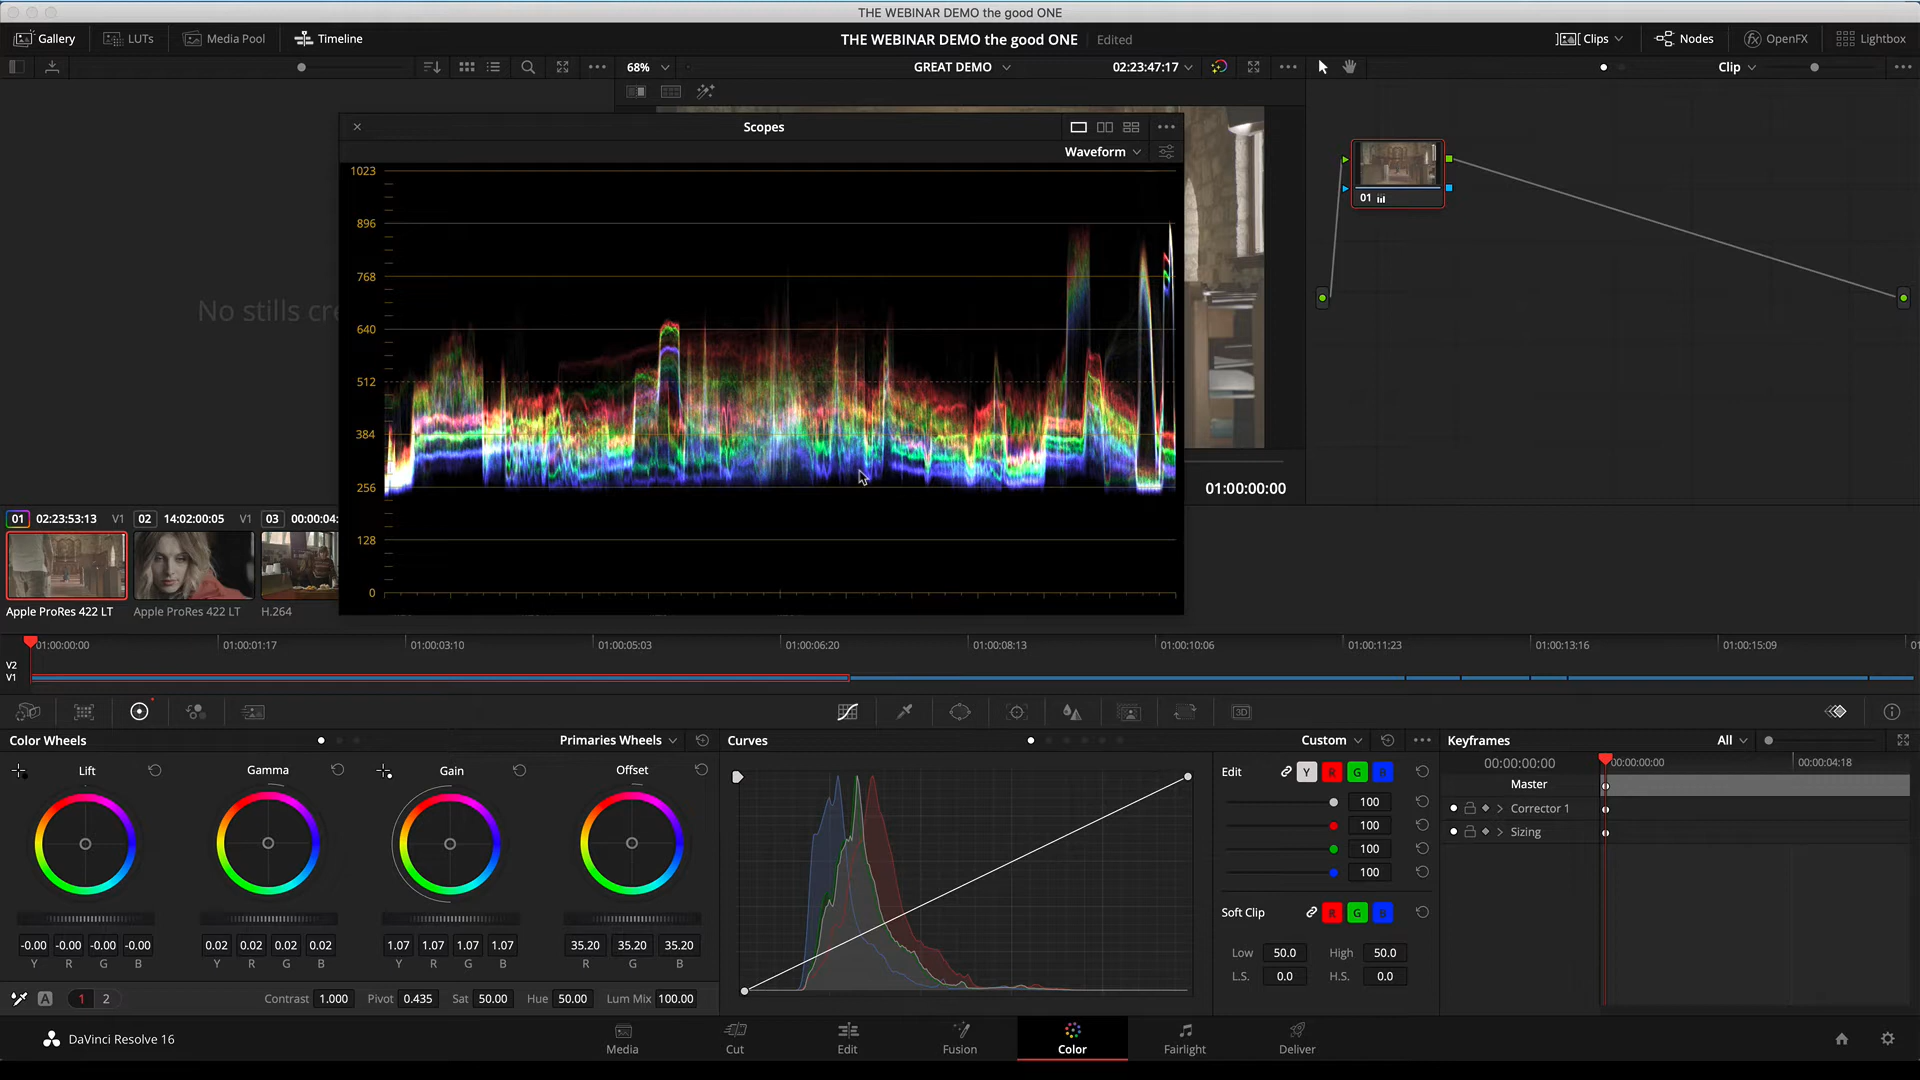 THE WEBINAR DEMO the good ONE
Gallery LUTs Media Pool Timeline THE WEBINAR DEMO the good ONE Edited Clips Nodes OpenFX Lightbox
68% GREAT DEMO 02:23:47:17 Clip
Scopes
Waveform
1023
896
768
640
512
384
256
128
0
No stills cre
01
01:00:00:00
01 02:23:53:13 V1 02 14:02:00:05 V1 03 00:00:04:
Apple ProRes 422 LT Apple ProRes 422 LT H.264
01:00:00:00 01:00:01:17 01:00:03:10 01:00:05:03 01:00:06:20 01:00:08:13 01:00:10:06 01:00:11:23 01:00:13:16 01:00:15:09 01
V2
V1
3D
Color Wheels Primaries Wheels Curves Custom Keyframes All
Lift Gamma Gain Offset
-0.00 -0.00 -0.00 -0.00 0.02 0.02 0.02 0.02 1.07 1.07 1.07 1.07 35.20 35.20 35.20
Y R G B Y R G B Y R G B R G B
A 1 2 Contrast 1.000 Pivot 0.435 Sat 50.00 Hue 50.00 Lum Mix 100.00
Edit Y R G B
100
100
100
100
Soft Clip R G B
Low 50.0 High 50.0
L.S. 0.0 H.S. 0.0
00:00:00:00 00:00:00:00 00:00:04:18
Master
Corrector 1
Sizing
DaVinci Resolve 16 Media Cut Edit Fusion Color Fairlight Deliver